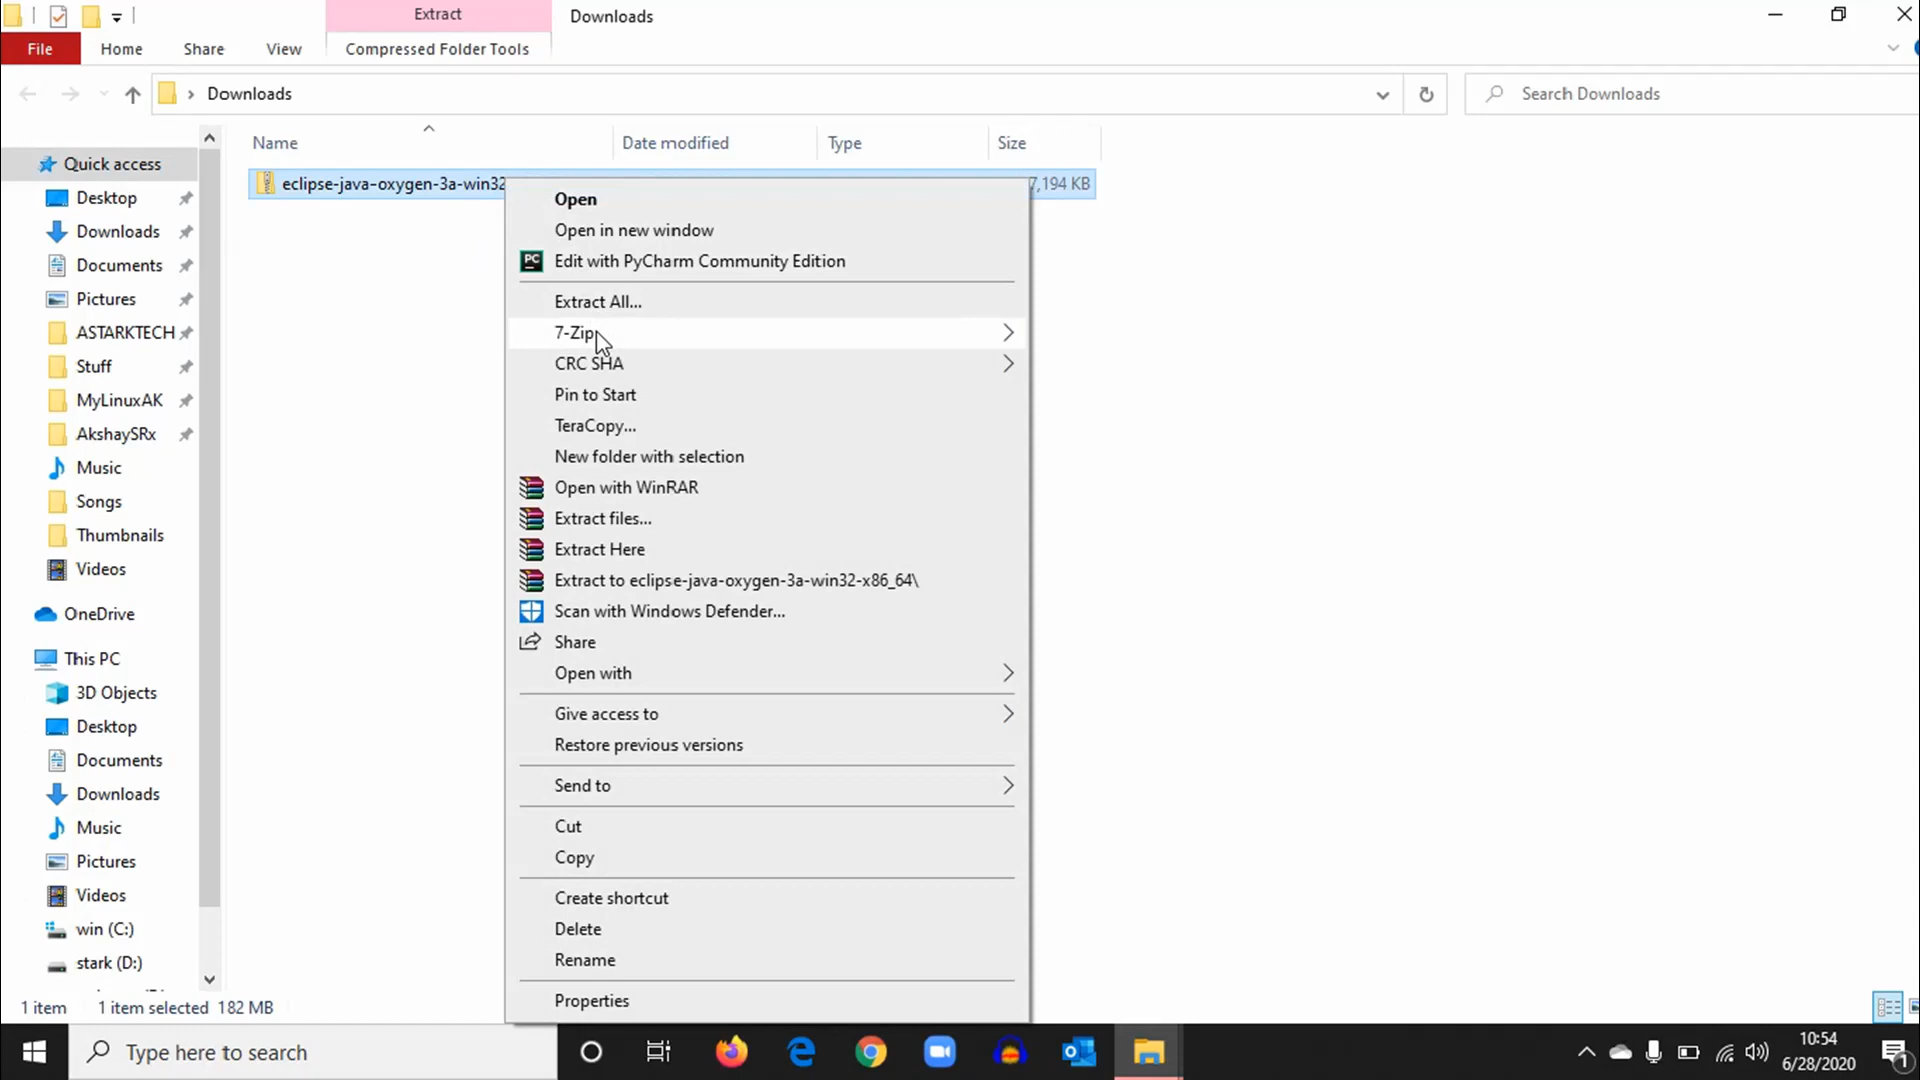 Extract
Downloads
File
Home
Share
View
Compressed Folder Tools
Downloads
Search Downloads
Name
Date modified
Type
Size
Quick access
Desktop
Downloads
Documents
Pictures
ASTARKTECH
Stuff
MyLinuxAK
AkshaySRx
Music
Songs
Thumbnails
Videos
OneDrive
This PC
3D Objects
Desktop
Documents
Downloads
Music
Pictures
Videos
win (C:)
stark (D:)
eclipse-java-oxygen-3a-win32
7,194 KB
Open
Open in new window
PC Edit with PyCharm Community Edition
Extract All...
7-Zip
CRC SHA
Pin to Start
TeraCopy...
New folder with selection
Open with WinRAR
Extract files...
Extract Here
Extract to eclipse-java-oxygen-3a-win32-x86_64\
Scan with Windows Defender...
Share
Open with
Give access to
Restore previous versions
Send to
Cut
Copy
Create shortcut
Delete
Rename
Properties
1 item 1 item selected 182 MB
Type here to search
10:54
6/28/2020
1